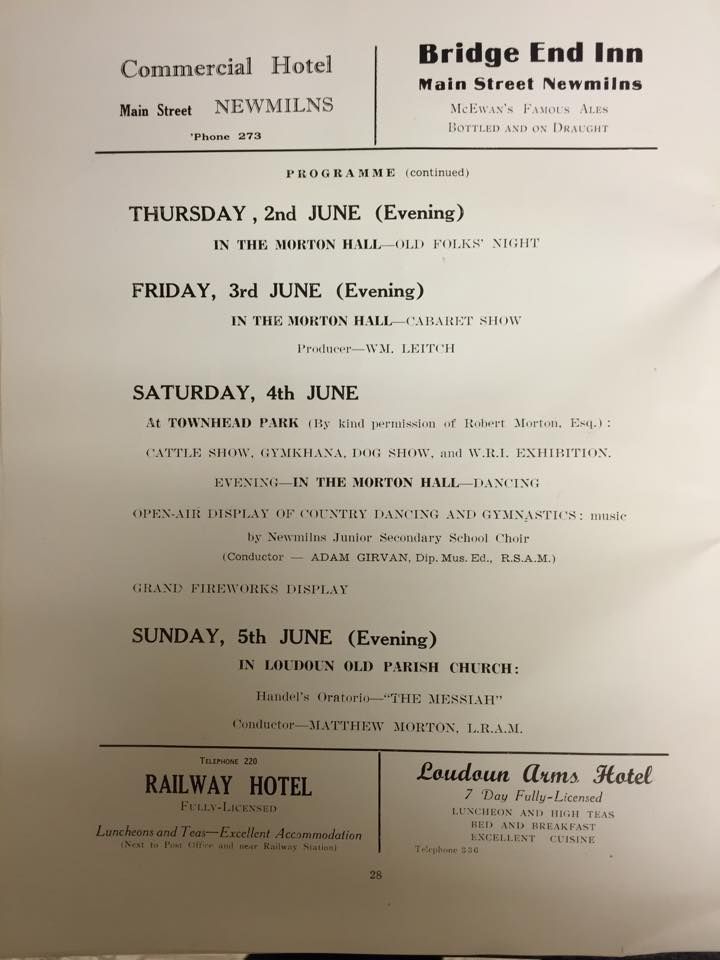 Commercial Hotel
Main Street NEWMILNS
'Phone 273
Bridge End Inn
Main Street Newmilns
McEwan's Famous Ales
Bottled and on Draught
PROGRAMME (continued)
THURSDAY, 2nd JUNE (Evening)
IN THE MORTON HALL—OLD FOLKS' NIGHT
FRIDAY, 3rd JUNE (Evening)
IN THE MORTON HALL—CABARET SHOW
Producer—WM. LEITCH
SATURDAY, 4th JUNE
At TOWNHEAD PARK (By kind permission of Robert Morton, Esq.) :
CATTLE SHOW, GYMKHANA, DOG SHOW, and W.R.I. EXHIBITION.
EVENING—IN THE MORTON HALL—DANCING
OPEN-AIR DISPLAY OF COUNTRY DANCING AND GYMNASTICS : music
by Newmilns Junior Secondary School Choir
(Conductor — ADAM GIRVAN, Dip. Mus. Ed., R.S.A.M.)
GRAND FIREWORKS DISPLAY
SUNDAY, 5th JUNE (Evening)
IN LOUDOUN OLD PARISH CHURCH :
Handel's Oratorio—"THE MESSIAH"
Conductor—MATTHEW MORTON, L.R.A.M.
Telephone 220
RAILWAY HOTEL
Fully-Licensed
Luncheons and Teas—Excellent Accommodation
(Next to Post Office and near Railway Station)
Loudoun Arms Hotel
7 Day Fully-Licensed
LUNCHEON AND HIGH TEAS
BED AND BREAKFAST
EXCELLENT CUISINE
Telephone 336
28